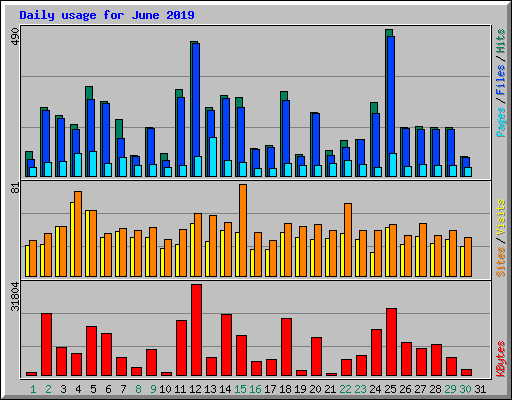 Daily usage for June 2019
490
Pages / Files / Hits
81
Sites / Visits
31804
KBytes
1 2 3 4 5 6 7 8 9 10 11 12 13 14 15 16 17 18 19 20 21 22 23 24 25 26 27 28 29 30 31